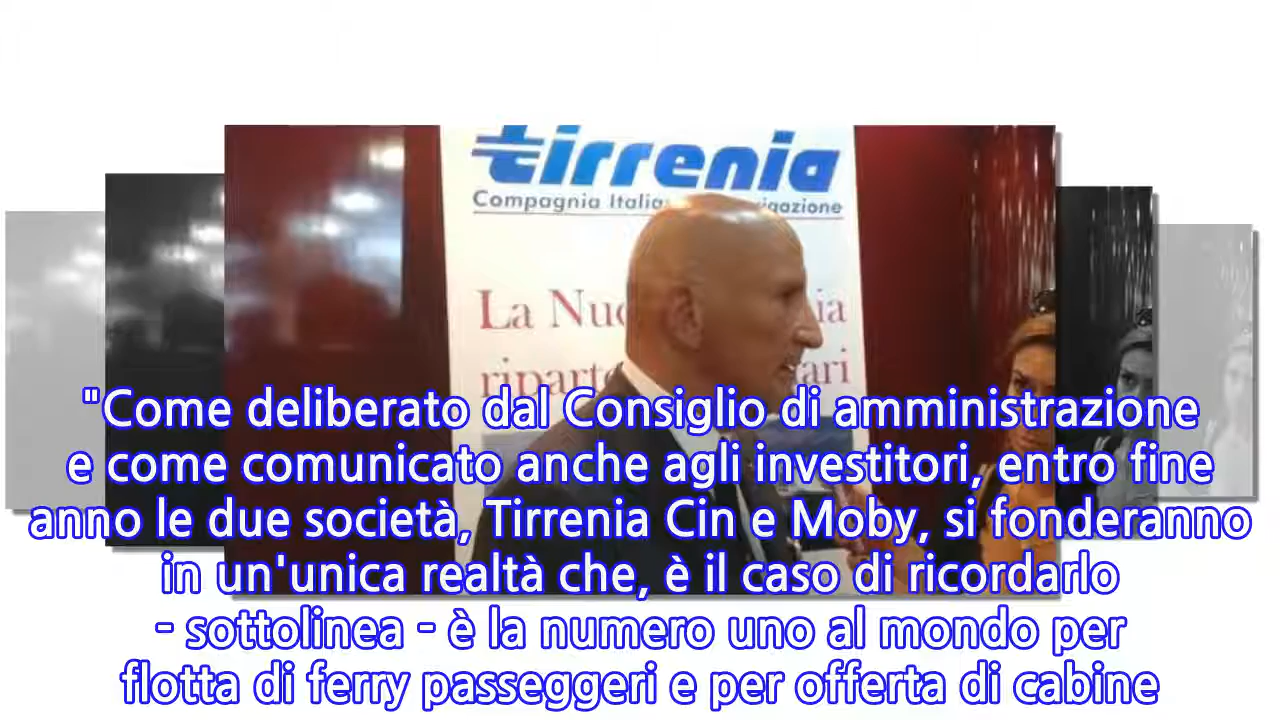 tirrenia
Compagnia Italia igazione
La Nu ia
ripart ari
"Come deliberato dal Consiglio di amministrazione
e come comunicato anche agli investitori, entro fine
anno le due società, Tirrenia Cin e Moby, si fonderanno
in un'unica realtà che, è il caso di ricordarlo
- sottolinea - è la numero uno al mondo per
flotta di ferry passeggeri e per offerta di cabine